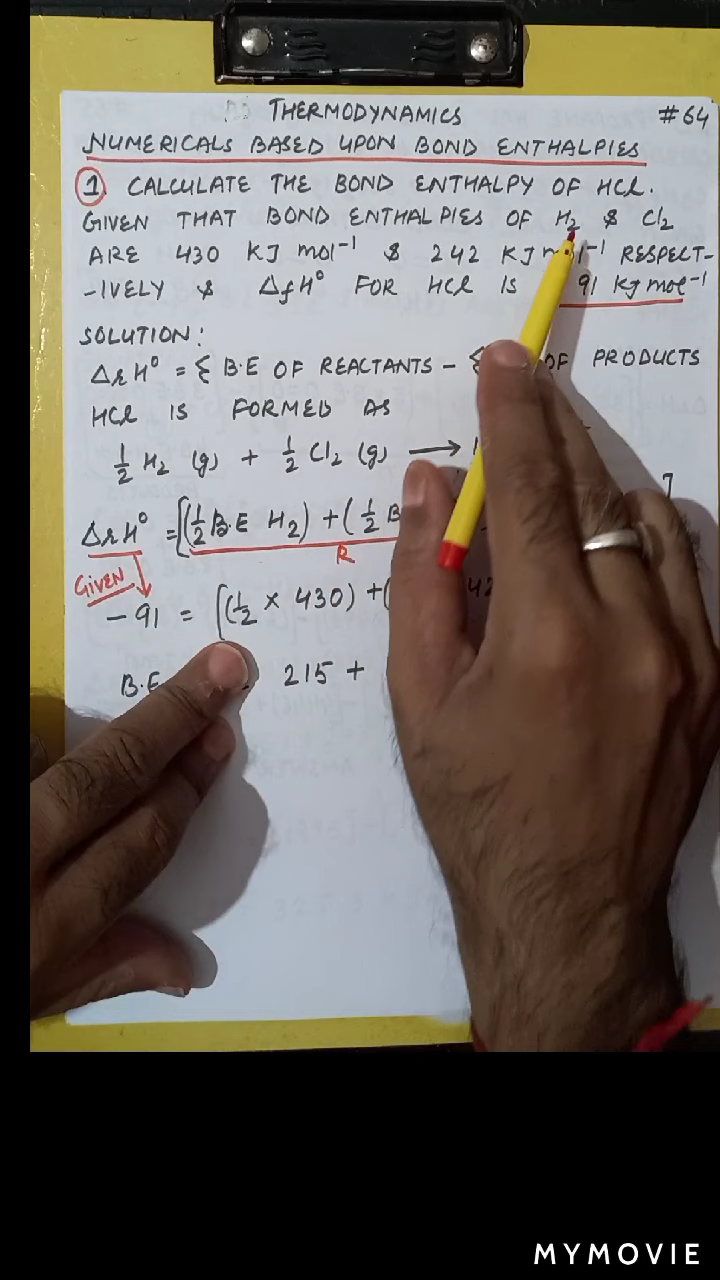 THERMODYNAMICS #64
NUMERICALS BASED UPON BOND ENTHALPIES
① CALCULATE THE BOND ENTHALPY OF HCl.
GIVEN THAT BOND ENTHALPIES OF H₂ & Cl₂
ARE 430 KJ mol⁻¹ & 242 KJ mol⁻¹ RESPECT-
-IVELY & ΔfH° FOR HCl IS 91 KJ mol⁻¹
SOLUTION:
ΔrH° = Σ B.E OF REACTANTS - Σ OF PRODUCTS
HCl IS FORMED AS
½ H₂ (g) + ½ Cl₂ (g) →
ΔrH° = [(½ B.E H₂) + (½ B ]
R
GIVEN
-91 = [(½ × 430) + ( 42
B.E 215 +
MYMOVIE